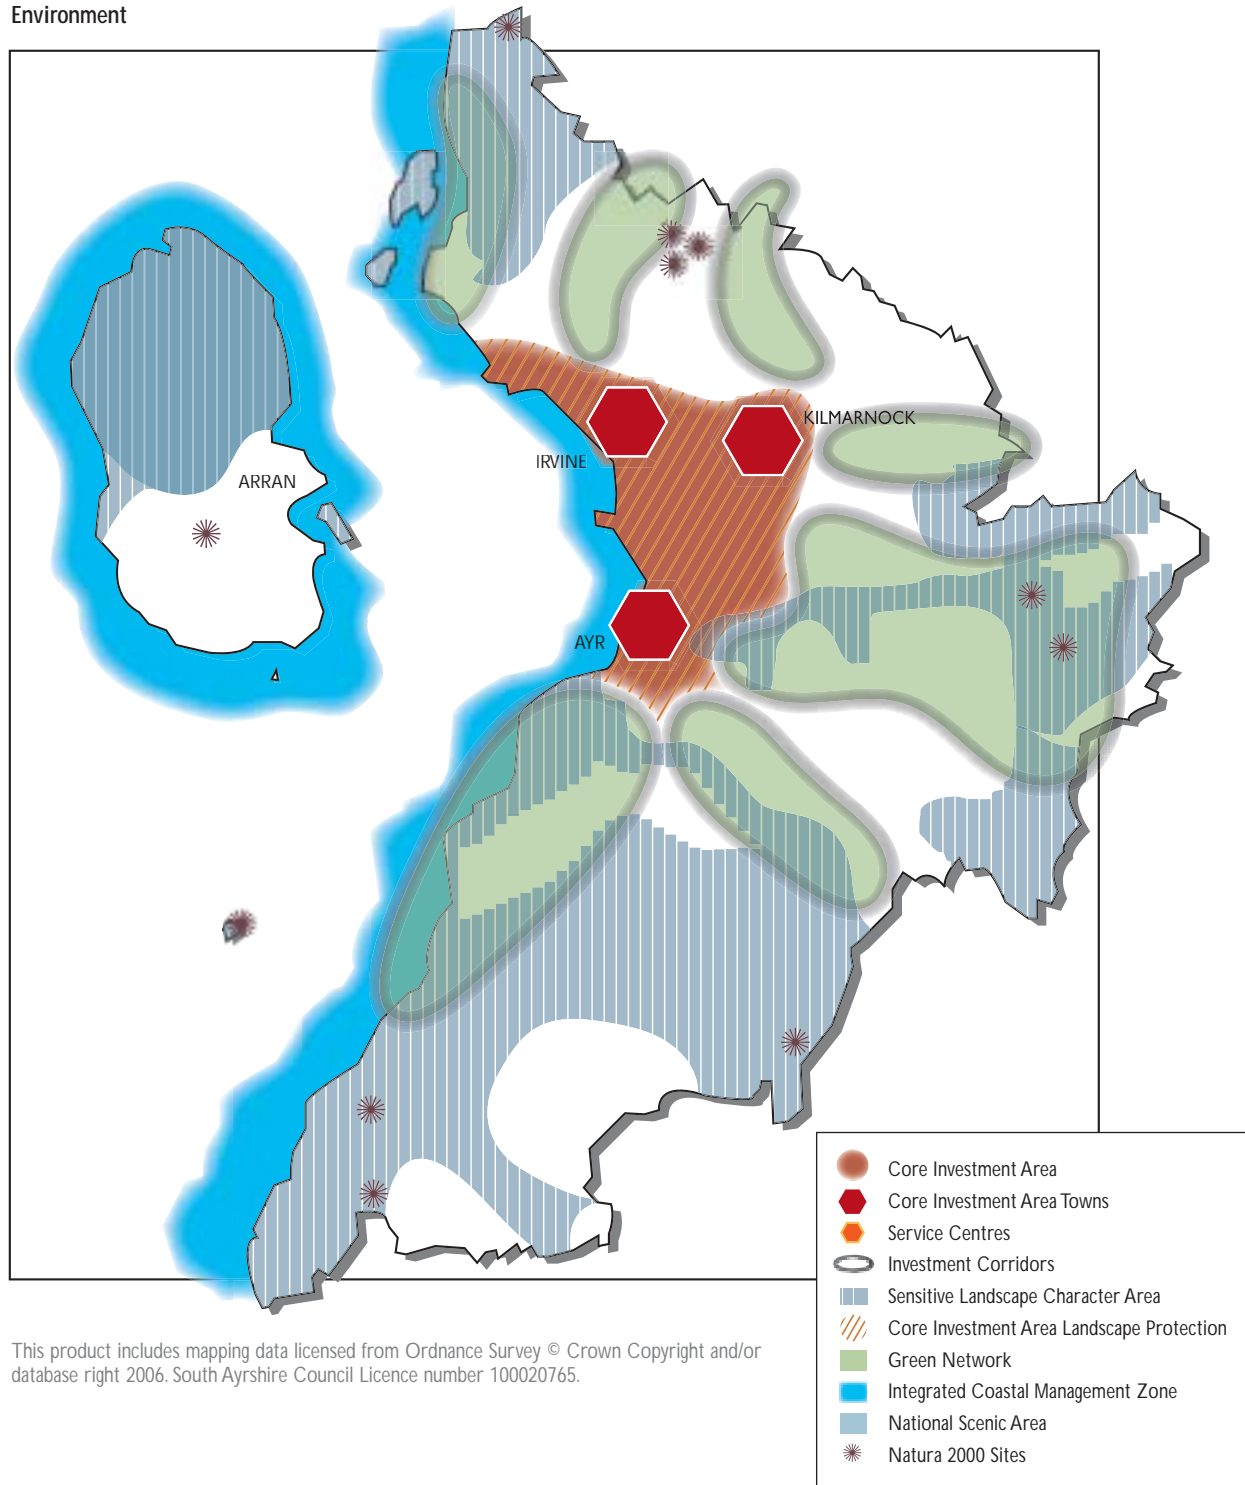 Environment
KILMARNOCK
IRVINE
ARRAN
AYR
Core Investment Area
Core Investment Area Towns
Service Centres
Investment Corridors
Sensitive Landscape Character Area
Core Investment Area Landscape Protection
Green Network
Integrated Coastal Management Zone
National Scenic Area
Natura 2000 Sites
This product includes mapping data licensed from Ordnance Survey © Crown Copyright and/or
database right 2006. South Ayrshire Council Licence number 100020765.